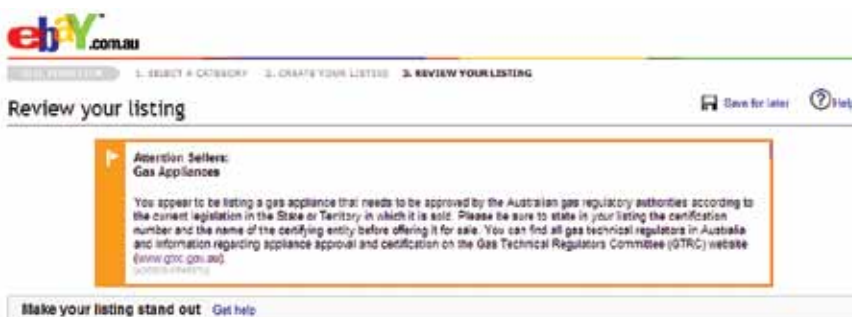 ebay.com.au
1. SELECT A CATEGORY 2. CREATE YOUR LISTING 3. REVIEW YOUR LISTING
Review your listing
Save for later
Help
Attention Sellers:
Gas Appliances
You appear to be listing a gas appliance that needs to be approved by the Australian gas regulatory authorities according to
the current legislation in the State or Territory in which it is sold. Please be sure to state in your listing the certification
number and the name of the certifying entity before offering it for sale. You can find all gas technical regulators in Australia
and information regarding appliance approval and certification on the Gas Technical Regulators Committee (GTRC) website
(www.gtrc.gov.au).
Make your listing stand out Get help